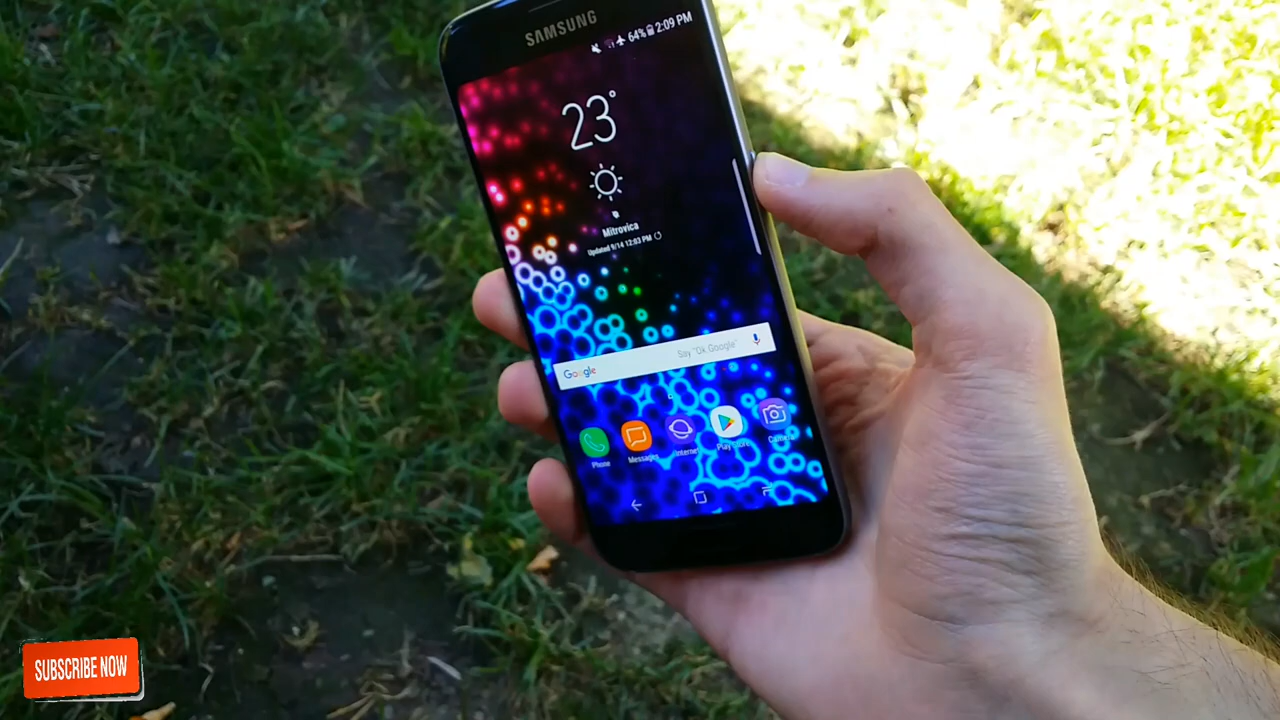 SAMSUNG
64% 2:09 PM
23°
Mitrovica
Updated 9/14 12:03 PM
Google
Say "Ok Google"
Phone
Messages
Internet
Play Store
Camera
SUBSCRIBE NOW